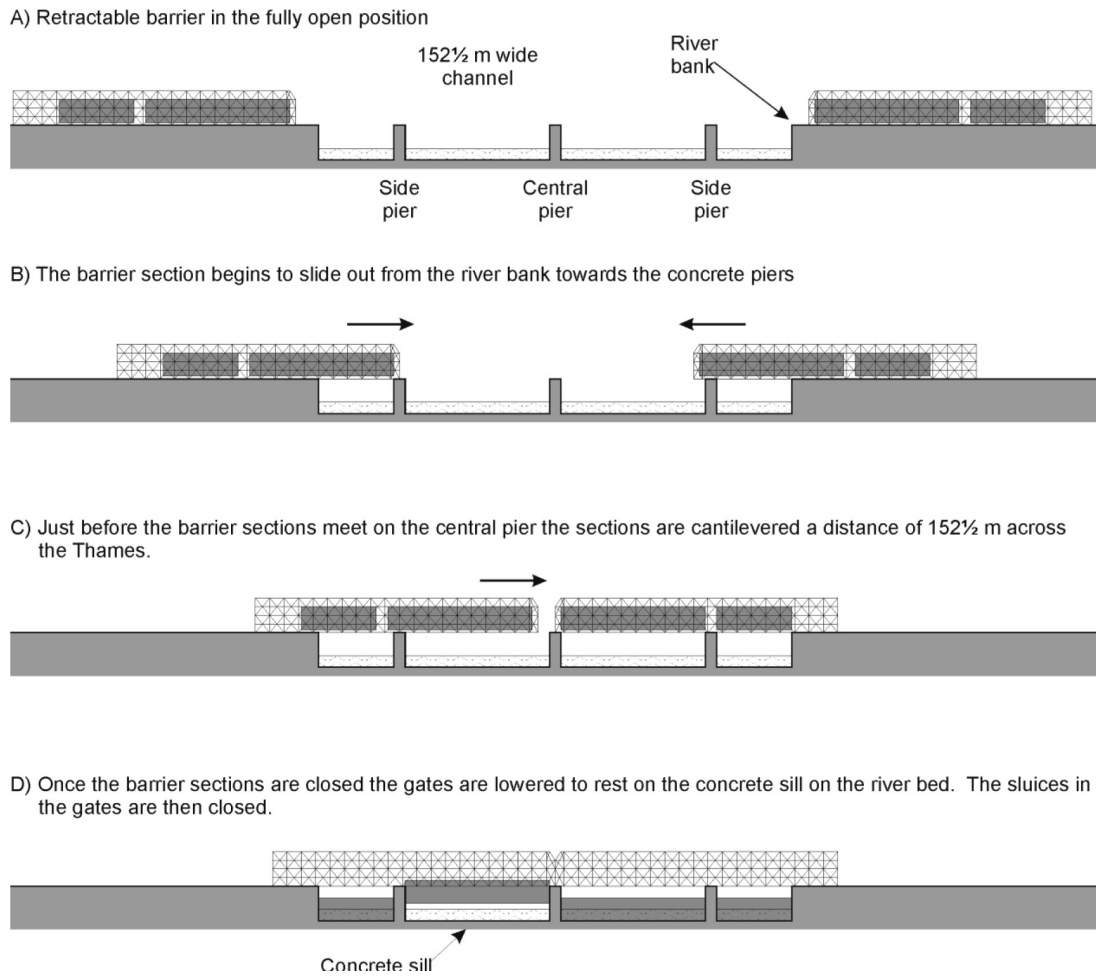 A) Retractable barrier in the fully open position
152½ m wide
channel
River
bank
Side
pier
Central
pier
Side
pier
B) The barrier section begins to slide out from the river bank towards the concrete piers
C) Just before the barrier sections meet on the central pier the sections are cantilevered a distance of 152½ m across
the Thames.
D) Once the barrier sections are closed the gates are lowered to rest on the concrete sill on the river bed. The sluices in
the gates are then closed.
Concrete sill